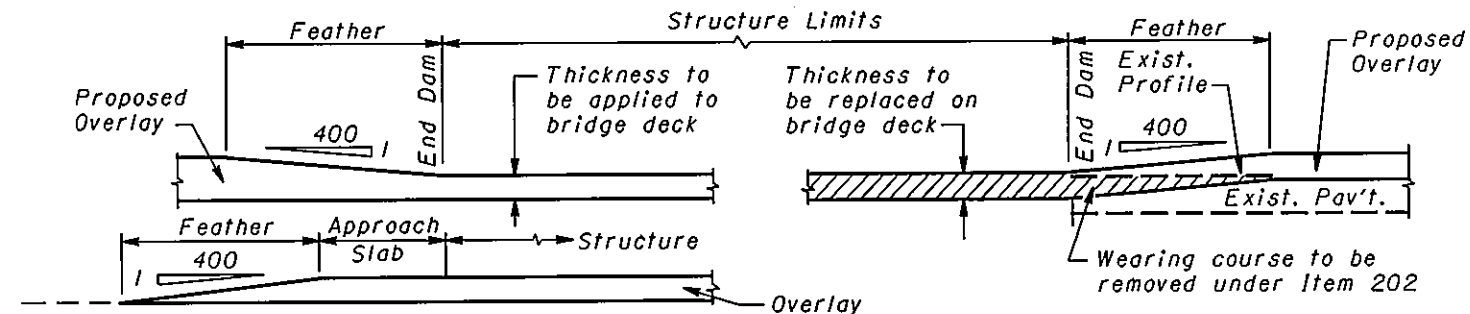 Structure Limits
Feather
Feather
Proposed
Overlay
400
1
End Dam
Thickness to
be applied to
bridge deck
Thickness to
be replaced on
bridge deck
End Dam
Exist.
Profile
400
1
Proposed
Overlay
Exist. Pav't.
Wearing course to be
removed under Item 202
Feather
Approach
Slab
Structure
400
1
Overlay